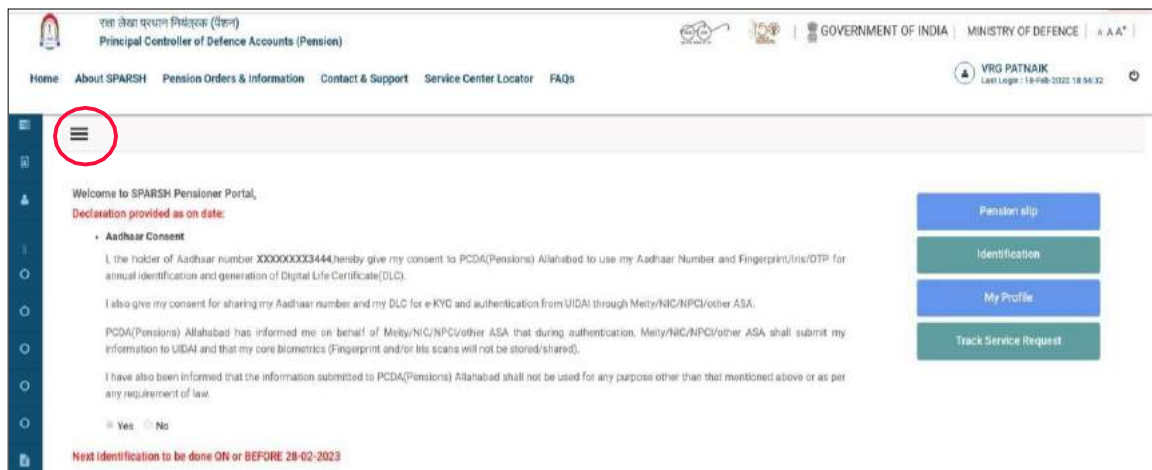 रक्षा लेखा प्रधान नियंत्रक (पेंशन)
Principal Controller of Defence Accounts (Pension)
GOVERNMENT OF INDIA | MINISTRY OF DEFENCE | A A A+ |
Home About SPARSH Pension Orders & Information Contact & Support Service Center Locator FAQs
VRG PATNAIK
Last Login : 18-Feb-2022 18:56:32
Welcome to SPARSH Pensioner Portal,
Declaration provided as on date:
• Aadhaar Consent
I, the holder of Aadhaar number XXXXXXXX3444,hereby give my consent to PCDA(Pensions) Allahabad to use my Aadhaar Number and Fingerprint/Iris/OTP for
annual identification and generation of Digital Life Certificate(DLC).
I also give my consent for sharing my Aadhaar number and my DLC for e-KYC and authentication from UIDAI through Meity/NIC/NPCI/other ASA.
PCDA(Pensions) Allahabad has informed me on behalf of Meity/NIC/NPCI/other ASA that during authentication, Meity/NIC/NPCI/other ASA shall submit my
information to UIDAI and that my core biometrics (Fingerprint and/or Iris scans will not be stored/shared).
I have also been informed that the information submitted to PCDA(Pensions) Allahabad shall not be used for any purpose other than that mentioned above or as per
any requirement of law.
Yes No
Next Identification to be done ON or BEFORE 28-02-2023
Pension slip
Identification
My Profile
Track Service Request